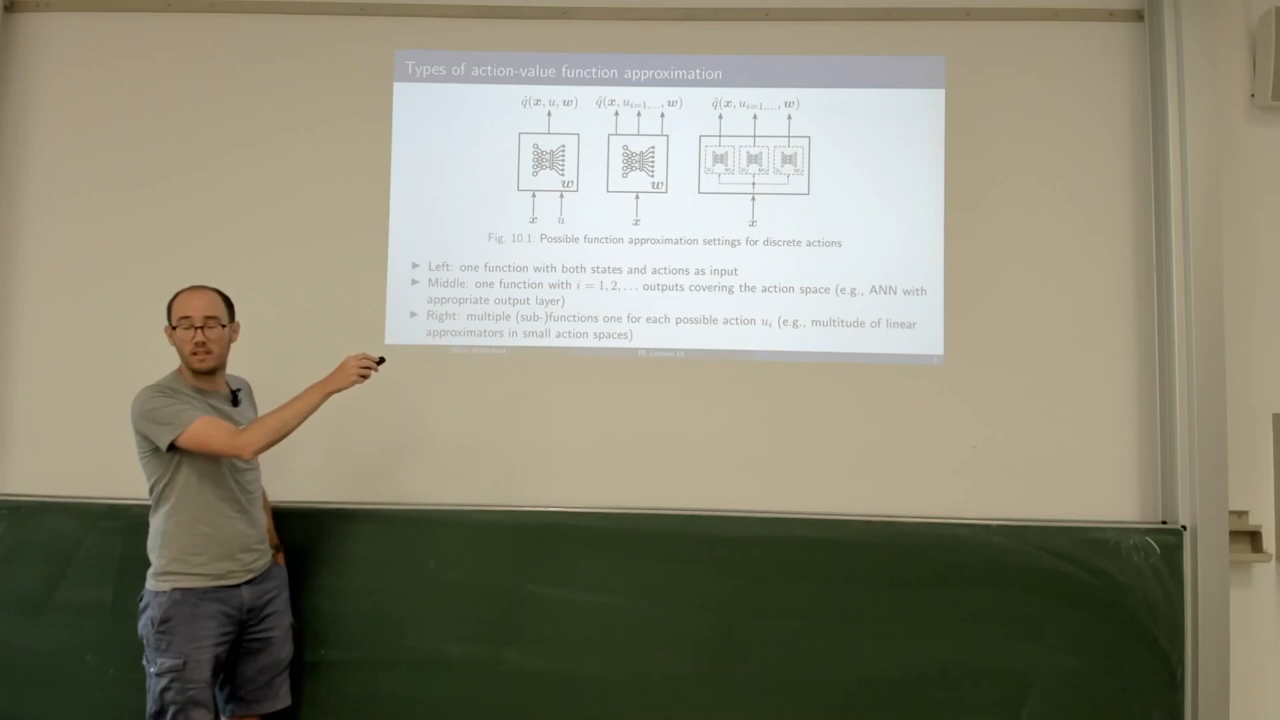 Types of action-value function approximation
q̂(x, u, w) q̂(x, u_{i=1,...}, w) q̂(x, u_{i=1,...}, w)
w w
x u x x
Fig. 10.1: Possible function approximation settings for discrete actions
► Left: one function with both states and actions as input
► Middle: one function with i = 1, 2, . . . outputs covering the action space (e.g., ANN with
appropriate output layer)
► Right: multiple (sub-)functions one for each possible action u_i (e.g., multitude of linear
approximators in small action spaces)
RL Lecture 10